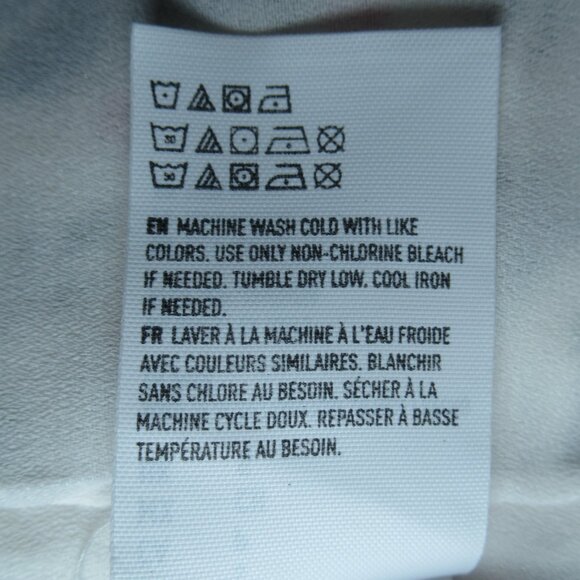 30
30
EN MACHINE WASH COLD WITH LIKE
COLORS. USE ONLY NON-CHLORINE BLEACH
IF NEEDED. TUMBLE DRY LOW. COOL IRON
IF NEEDED.
FR LAVER À LA MACHINE À L'EAU FROIDE
AVEC COULEURS SIMILAIRES. BLANCHIR
SANS CHLORE AU BESOIN. SÉCHER À LA
MACHINE CYCLE DOUX. REPASSER À BASSE
TEMPÉRATURE AU BESOIN.